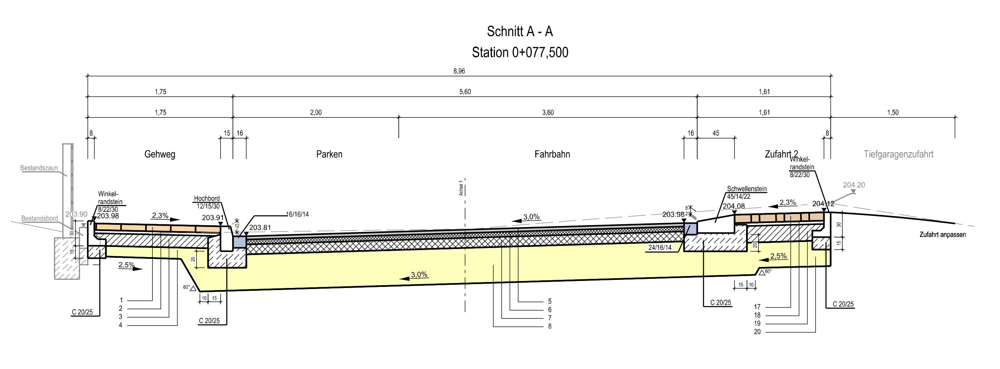 Schnitt A - A
Station 0+077,500
8,96
1,75 5,60 1,61
1,75 2,00 3,60 1,61 1,50
8 15 16 16 45 8
Gehweg Parken Fahrbahn Zufahrt 2 Tiefgaragenzufahrt
Bestandszaun
Winkel-
randstein
8/22/30
Achse 1
204.20
Schwellenstein
45/14/22
Winkel-
randstein
8/22/30
Hochbord
12/15/30
16/16/14
Bestandsbord
203.90
203.98
2,3%
203.91
12
203.81
3,0%
203.98
8
2
204,08
2,3%
204.12
30
15
20
24/16/14
20
30
15
Zufahrt anpassen
2,5%
3,0%
2,5%
60°
60°
10 15
15 10
1
2
3
4
C 20/25
C 20/25
5
6
7
8
C 20/25
17
18
19
20
C 20/25